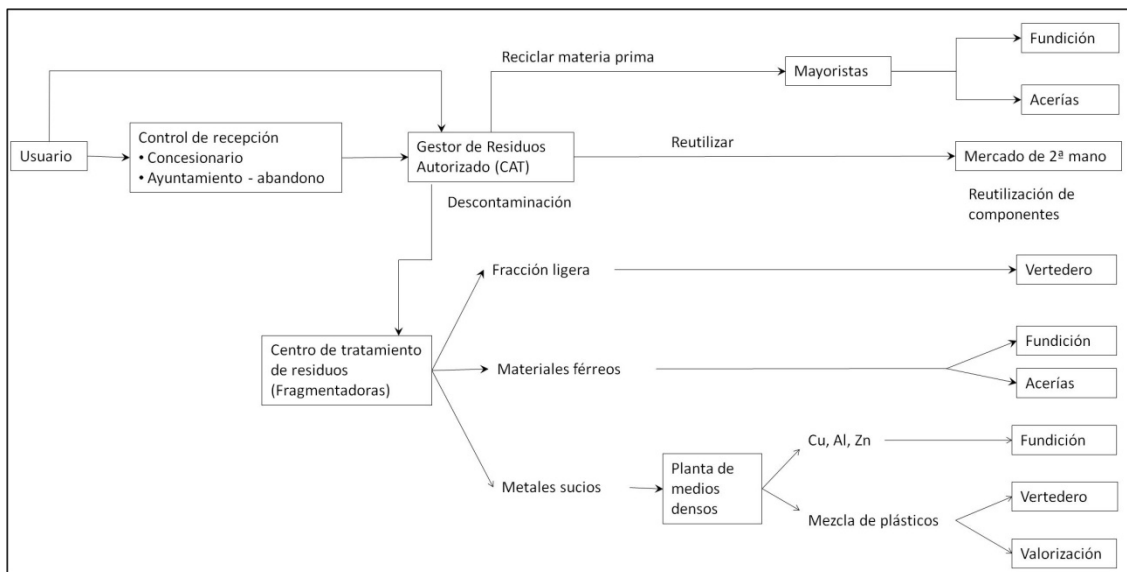 Fundición
Reciclar materia prima
Mayoristas
Acerías
Usuario
Control de recepción
• Concesionario
• Ayuntamiento - abandono
Gestor de Residuos
Autorizado (CAT)
Reutilizar
Mercado de 2ª mano
Descontaminación
Reutilización de
componentes
Fracción ligera
Vertedero
Centro de tratamiento
de residuos
(Fragmentadoras)
Materiales férreos
Fundición
Acerías
Cu, Al, Zn
Fundición
Metales sucios
Planta de
medios
densos
Mezcla de plásticos
Vertedero
Valorización